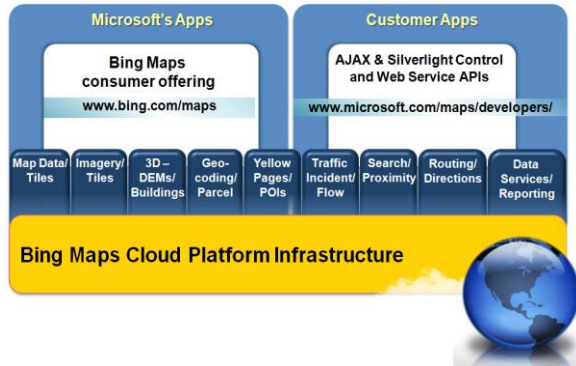 Microsoft's Apps
Customer Apps
Bing Maps
consumer offering
www.bing.com/maps
AJAX & Silverlight Control
and Web Service APIs
www.microsoft.com/maps/developers/
Map Data/
Tiles
Imagery/
Tiles
3D –
DEMs/
Buildings
Geo-
coding/
Parcel
Yellow
Pages/
POIs
Traffic
Incident/
Flow
Search/
Proximity
Routing/
Directions
Data
Services/
Reporting
Bing Maps Cloud Platform Infrastructure